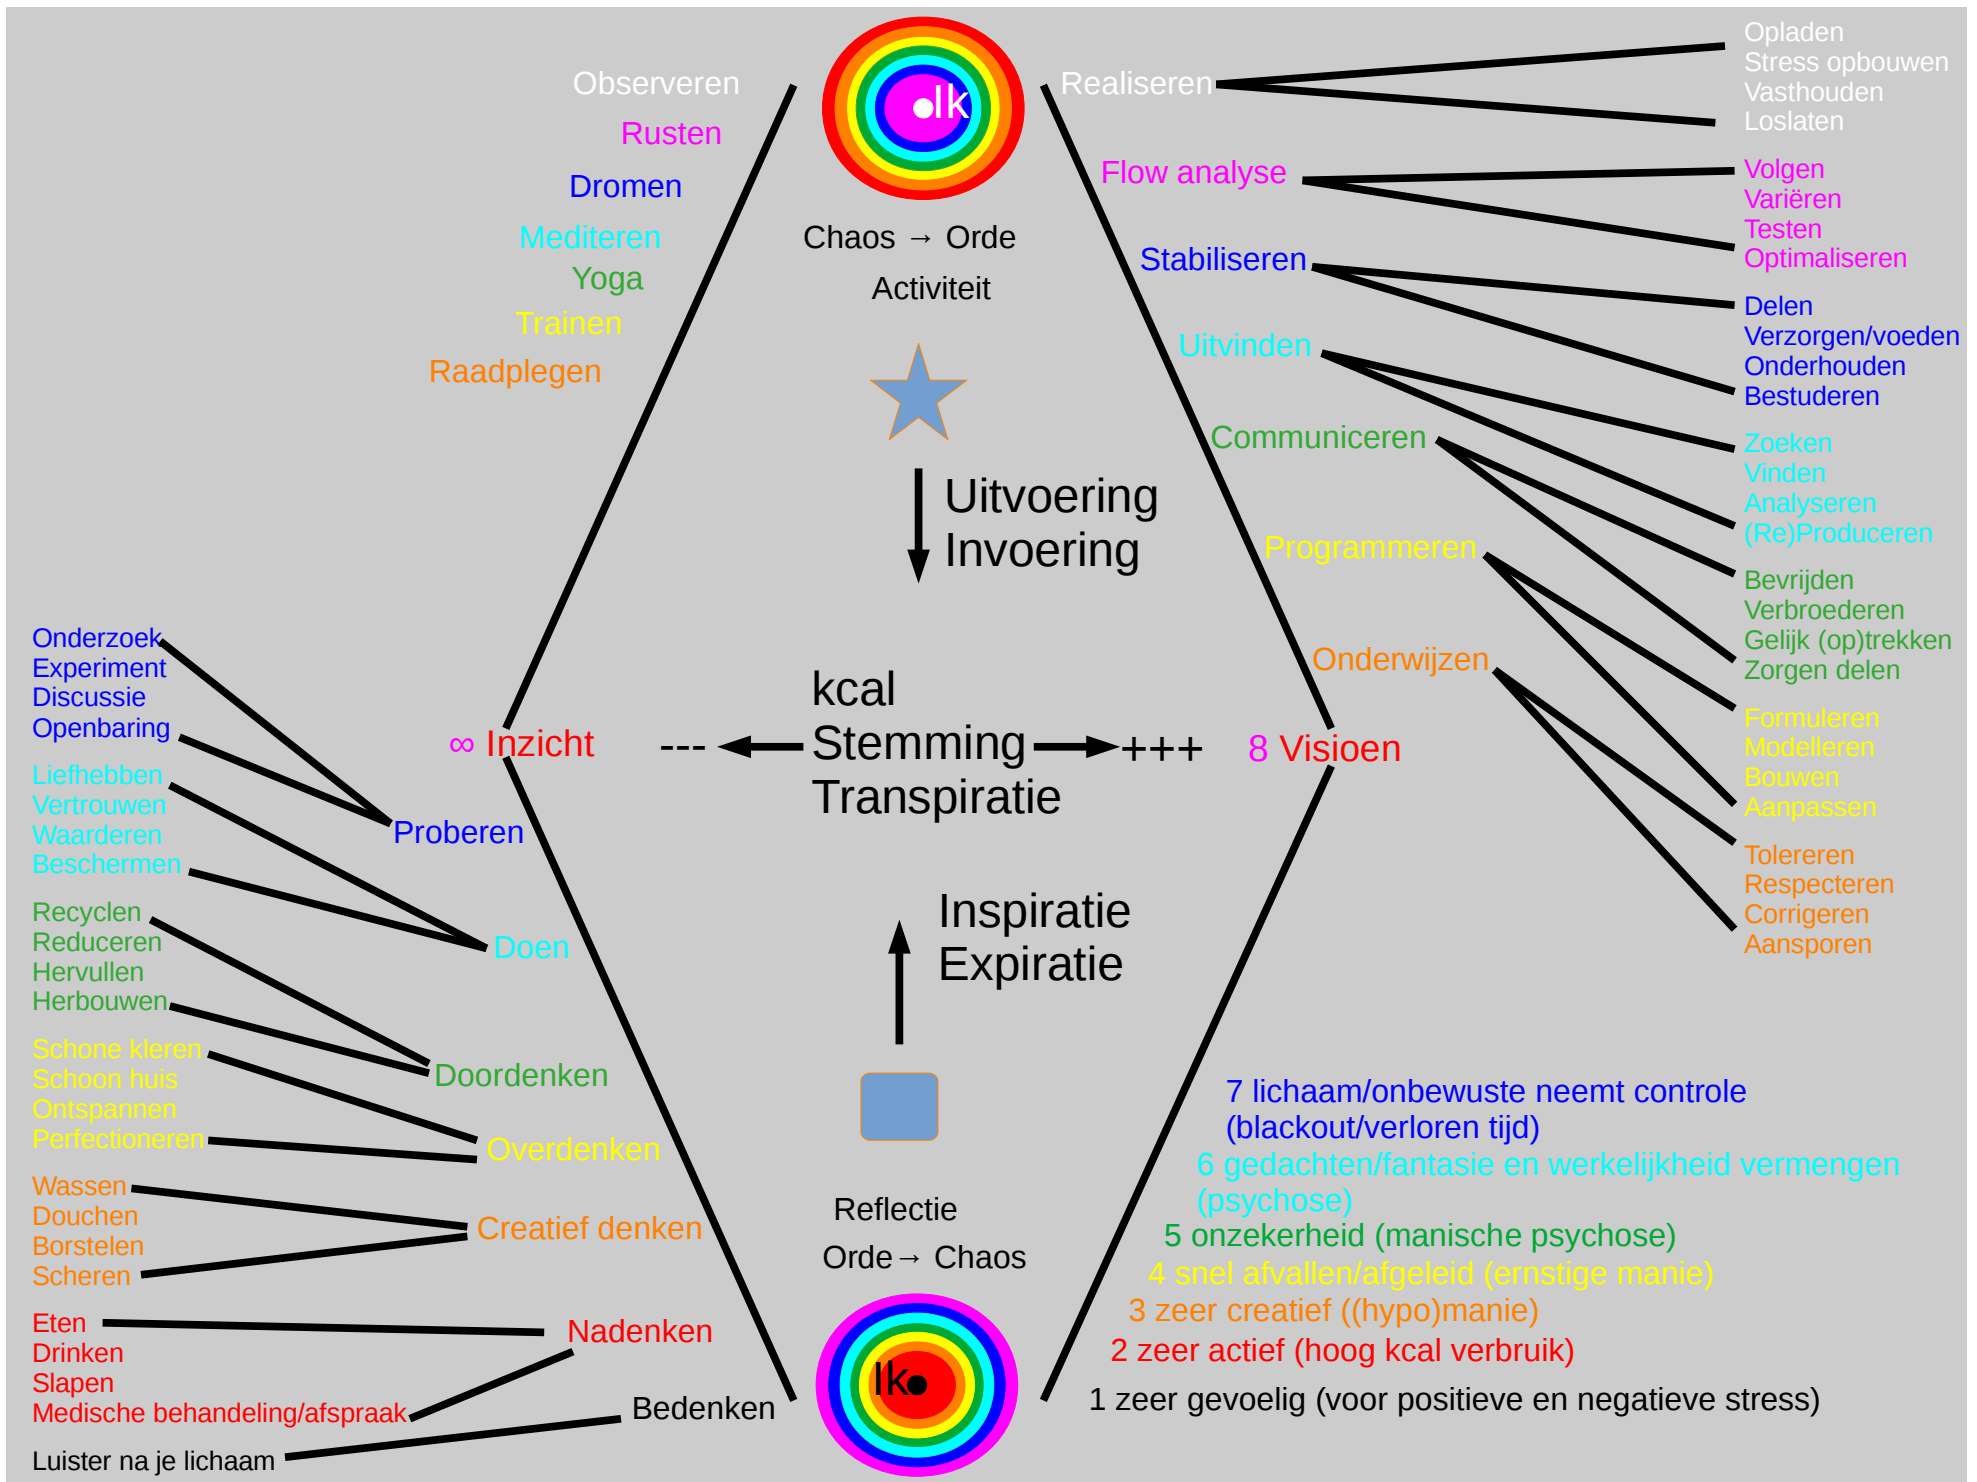 Observeren
Rusten
Dromen
Mediteren
Yoga
Trainen
Raadplegen
Ik
Chaos → Orde
Activiteit
Uitvoering
Invoering
Realiseren
Flow analyse
Stabiliseren
Uitvinden
Communiceren
Programmeren
Onderwijzen
Opladen
Stress opbouwen
Vasthouden
Loslaten
Volgen
Variëren
Testen
Optimaliseren
Delen
Verzorgen/voeden
Onderhouden
Bestuderen
Zoeken
Vinden
Analyseren
(Re)Produceren
Bevrijden
Verbroederen
Gelijk (op)trekken
Zorgen delen
Formuleren
Modelleren
Bouwen
Aanpassen
Tolereren
Respecteren
Corrigeren
Aansporen
∞ Inzicht
---
kcal
Stemming
Transpiratie
+++
8 Visioen
Onderzoek
Experiment
Discussie
Openbaring
Liefhebben
Vertrouwen
Waarderen
Beschermen
Recyclen
Reduceren
Hervullen
Herbouwen
Schone kleren
Schoon huis
Ontspannen
Perfectioneren
Wassen
Douchen
Borstelen
Scheren
Eten
Drinken
Slapen
Medische behandeling/afspraak
Luister na je lichaam
Proberen
Doen
Doordenken
Overdenken
Creatief denken
Nadenken
Bedenken
Inspiratie
Expiratie
Reflectie
Orde→ Chaos
Ik
7 lichaam/onbewuste neemt controle
(blackout/verloren tijd)
6 gedachten/fantasie en werkelijkheid vermengen
(psychose)
5 onzekerheid (manische psychose)
4 snel afvallen/afgeleid (ernstige manie)
3 zeer creatief ((hypo)manie)
2 zeer actief (hoog kcal verbruik)
1 zeer gevoelig (voor positieve en negatieve stress)